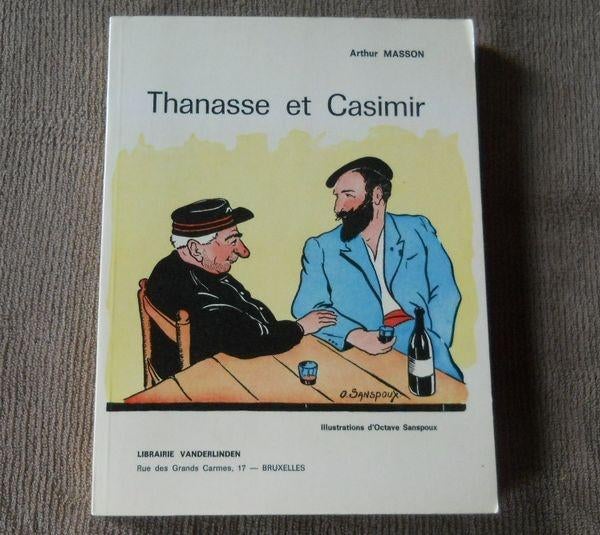 Arthur MASSON
Thanasse et Casimir
O. SANSPOUX
Illustrations d'Octave Sanspoux
LIBRAIRIE VANDERLINDEN
Rue des Grands Carmes, 17 — BRUXELLES